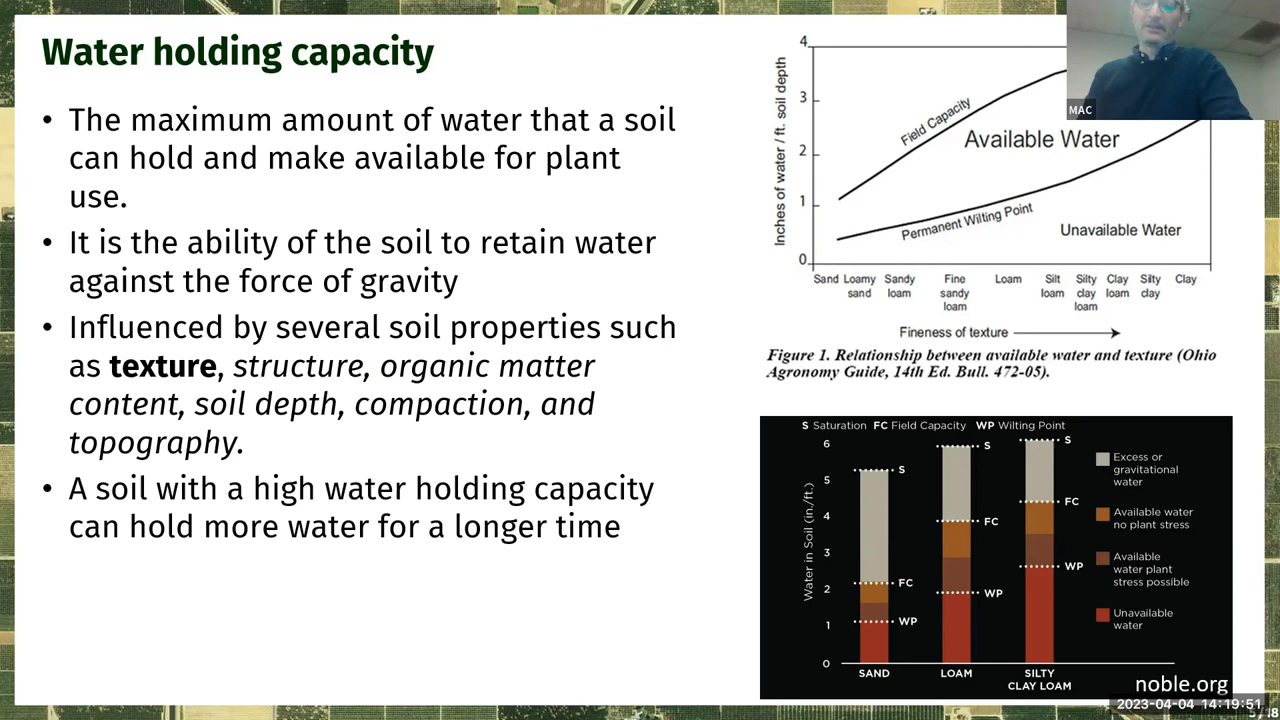 Water holding capacity
• The maximum amount of water that a soil
can hold and make available for plant
use.
• It is the ability of the soil to retain water
against the force of gravity
• Influenced by several soil properties such
as texture, structure, organic matter
content, soil depth, compaction, and
topography.
• A soil with a high water holding capacity
can hold more water for a longer time
MAC
Inches of water / ft. soil depth
4
3
2
1
0
Field Capacity
Available Water
Permanent Wilting Point
Unavailable Water
Sand
Loamy
sand
Sandy
loam
Fine
sandy
loam
Loam
Silt
loam
Silty
clay
loam
Clay
loam
Silty
clay
Clay
Fineness of texture
Figure 1. Relationship between available water and texture (Ohio
Agronomy Guide, 14th Ed. Bull. 472-05).
S Saturation FC Field Capacity WP Wilting Point
Water in Soil (in./ft.)
6
5
4
3
2
1
0
S
FC
WP
S
FC
WP
S
FC
WP
Excess or
gravitational
water
Available water
no plant stress
Available
water plant
stress possible
Unavailable
water
SAND
LOAM
SILTY
CLAY LOAM
noble.org
2023-04-04 14:19:51